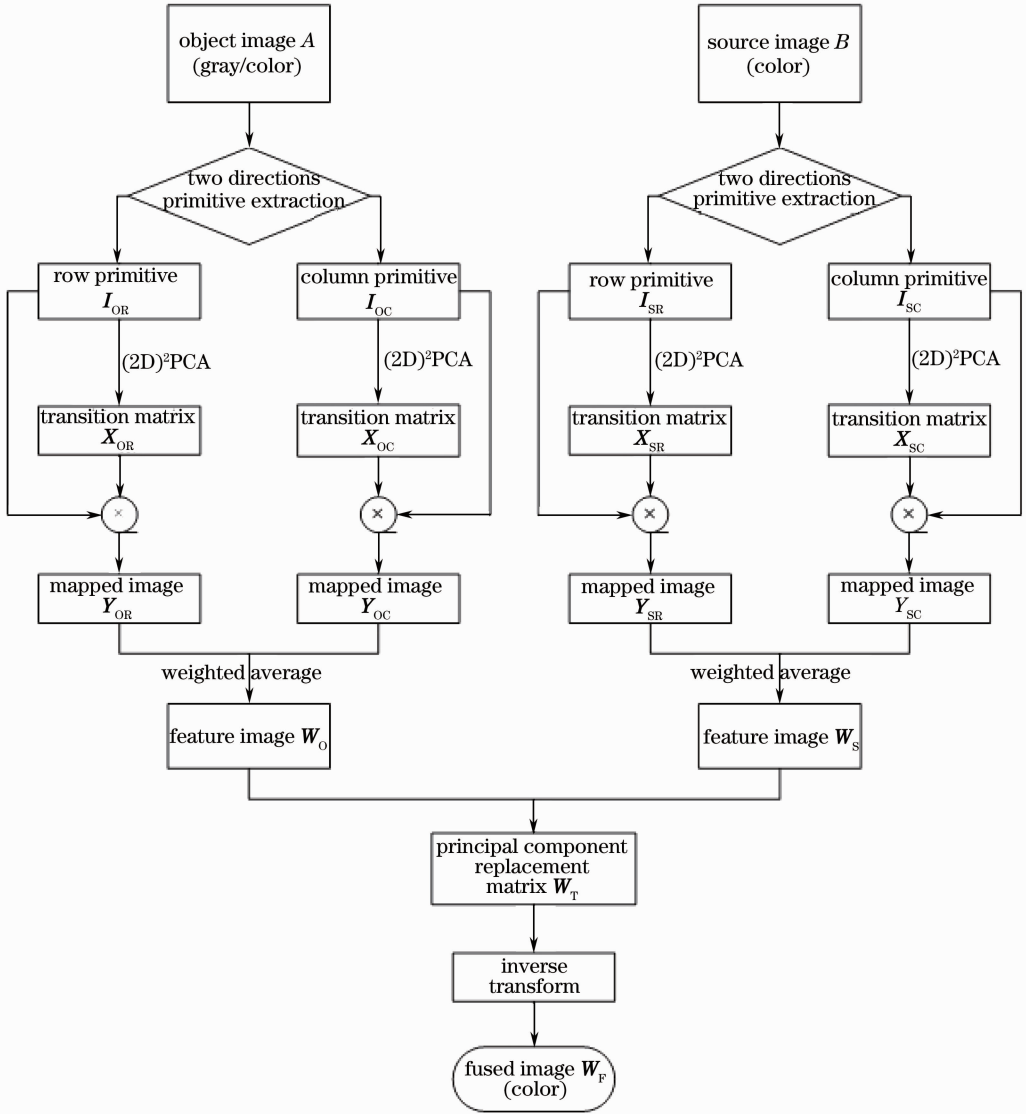 object image A
(gray/color)
source image B
(color)
two directions
primitive extraction
two directions
primitive extraction
row primitive
I_OR
column primitive
I_OC
row primitive
I_SR
column primitive
I_SC
(2D)²PCA
(2D)²PCA
(2D)²PCA
(2D)²PCA
transition matrix
X_OR
transition matrix
X_OC
transition matrix
X_SR
transition matrix
X_SC
×
×
×
×
mapped image
Y_OR
mapped image
Y_OC
mapped image
Y_SR
mapped image
Y_SC
weighted average
weighted average
feature image W_O
feature image W_S
principal component
replacement
matrix W_T
inverse
transform
fused image W_F
(color)